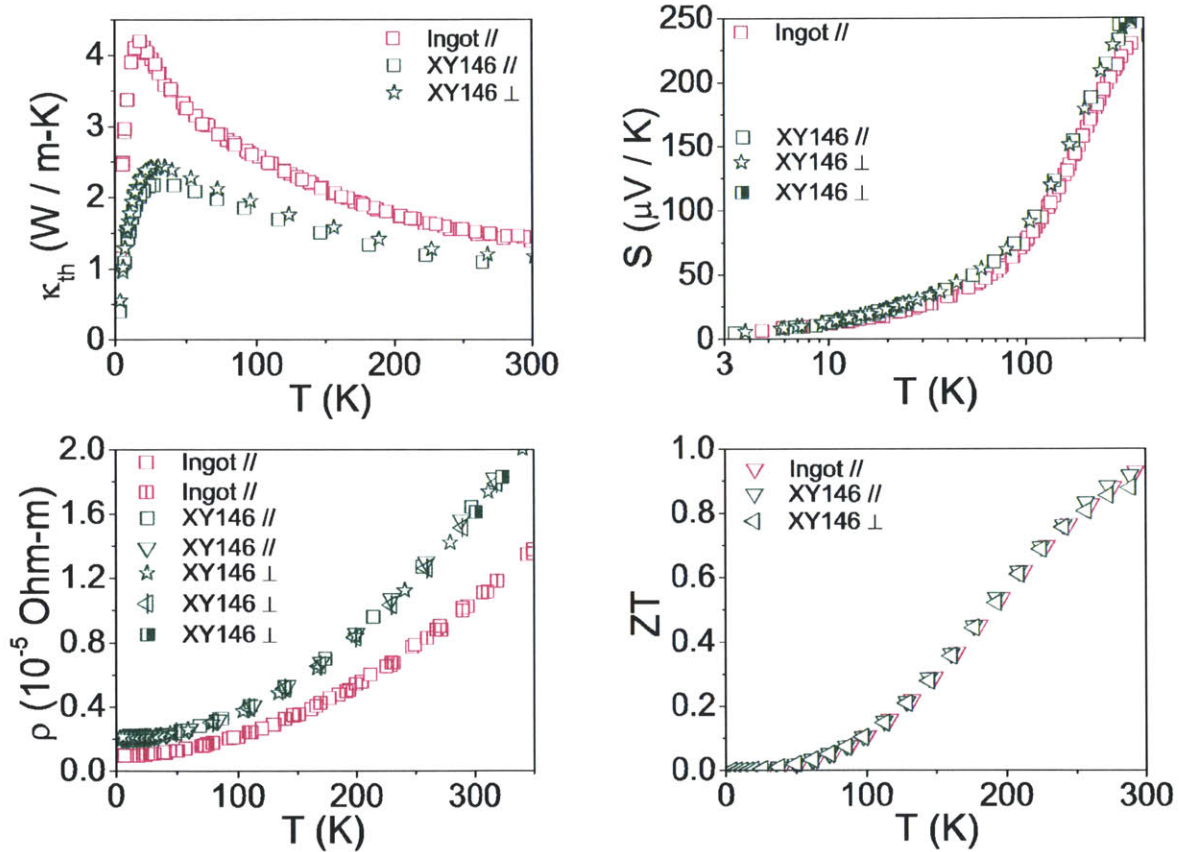 κth (W / m-K)
4
3
2
1
0
Ingot //
XY146 //
XY146 ⊥
0 100 200 300
T (K)
S (μV / K)
250
200
150
100
50
0
Ingot //
XY146 //
XY146 ⊥
XY146 ⊥
3 10 100
T (K)
ρ (10⁻⁵ Ohm-m)
2.0
1.6
1.2
0.8
0.4
0.0
Ingot //
Ingot //
XY146 //
XY146 //
XY146 ⊥
XY146 ⊥
XY146 ⊥
0 100 200 300
T (K)
ZT
1.0
0.8
0.6
0.4
0.2
0.0
Ingot //
XY146 //
XY146 ⊥
0 100 200 300
T (K)